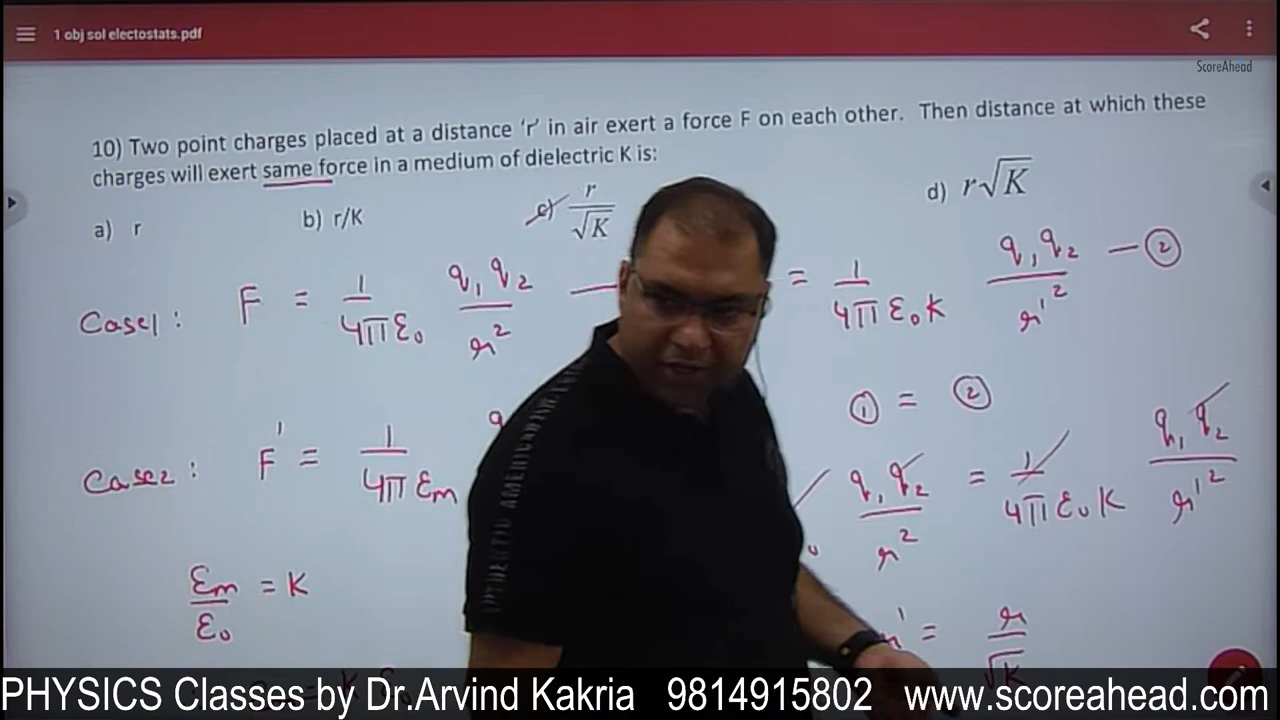 1 obj sol electostats.pdf
ScoreAhead
10) Two point charges placed at a distance ‘r’ in air exert a force F on each other. Then distance at which these
charges will exert same force in a medium of dielectric K is:
a) r b) r/K c) r/√K d) r√K
Case1 : F = 1/4πε₀ q₁q₂/r² — = 1/4πε₀k q₁q₂/r'² — ②
① = ②
Case2 : F' = 1/4πεm q
q₁q₂/r² = 1/4πε₀K q₁q₂/r'²
εm/ε₀ = K
r' = r/√K
PHYSICS Classes by Dr.Arvind Kakria 9814915802 www.scoreahead.com